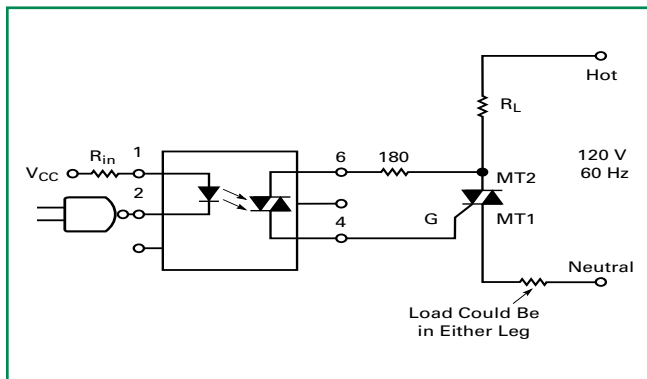 Hot
R_L
R_in
1
6
180
V_CC
120 V
60 Hz
MT2
2
4
G
MT1
Neutral
Load Could Be
in Either Leg